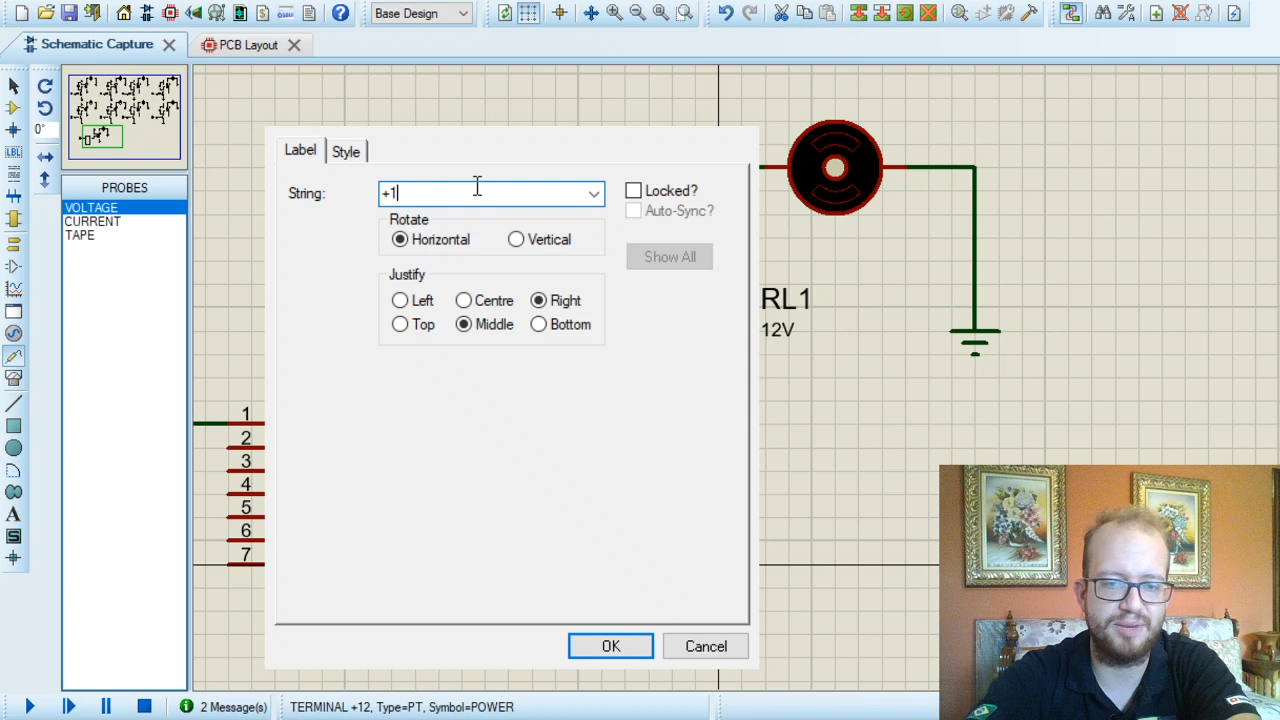 Base Design
Schematic Capture
PCB Layout
0°
LBL
PROBES
VOLTAGE
CURRENT
TAPE
A
Label
Style
String:
+1
Locked?
Auto-Sync?
Rotate
Horizontal
Vertical
Show All
Justify
Left
Centre
Right
Top
Middle
Bottom
RL1
12V
1
2
3
4
5
6
7
OK
Cancel
2 Message(s)
TERMINAL +12, Type=PT, Symbol=POWER